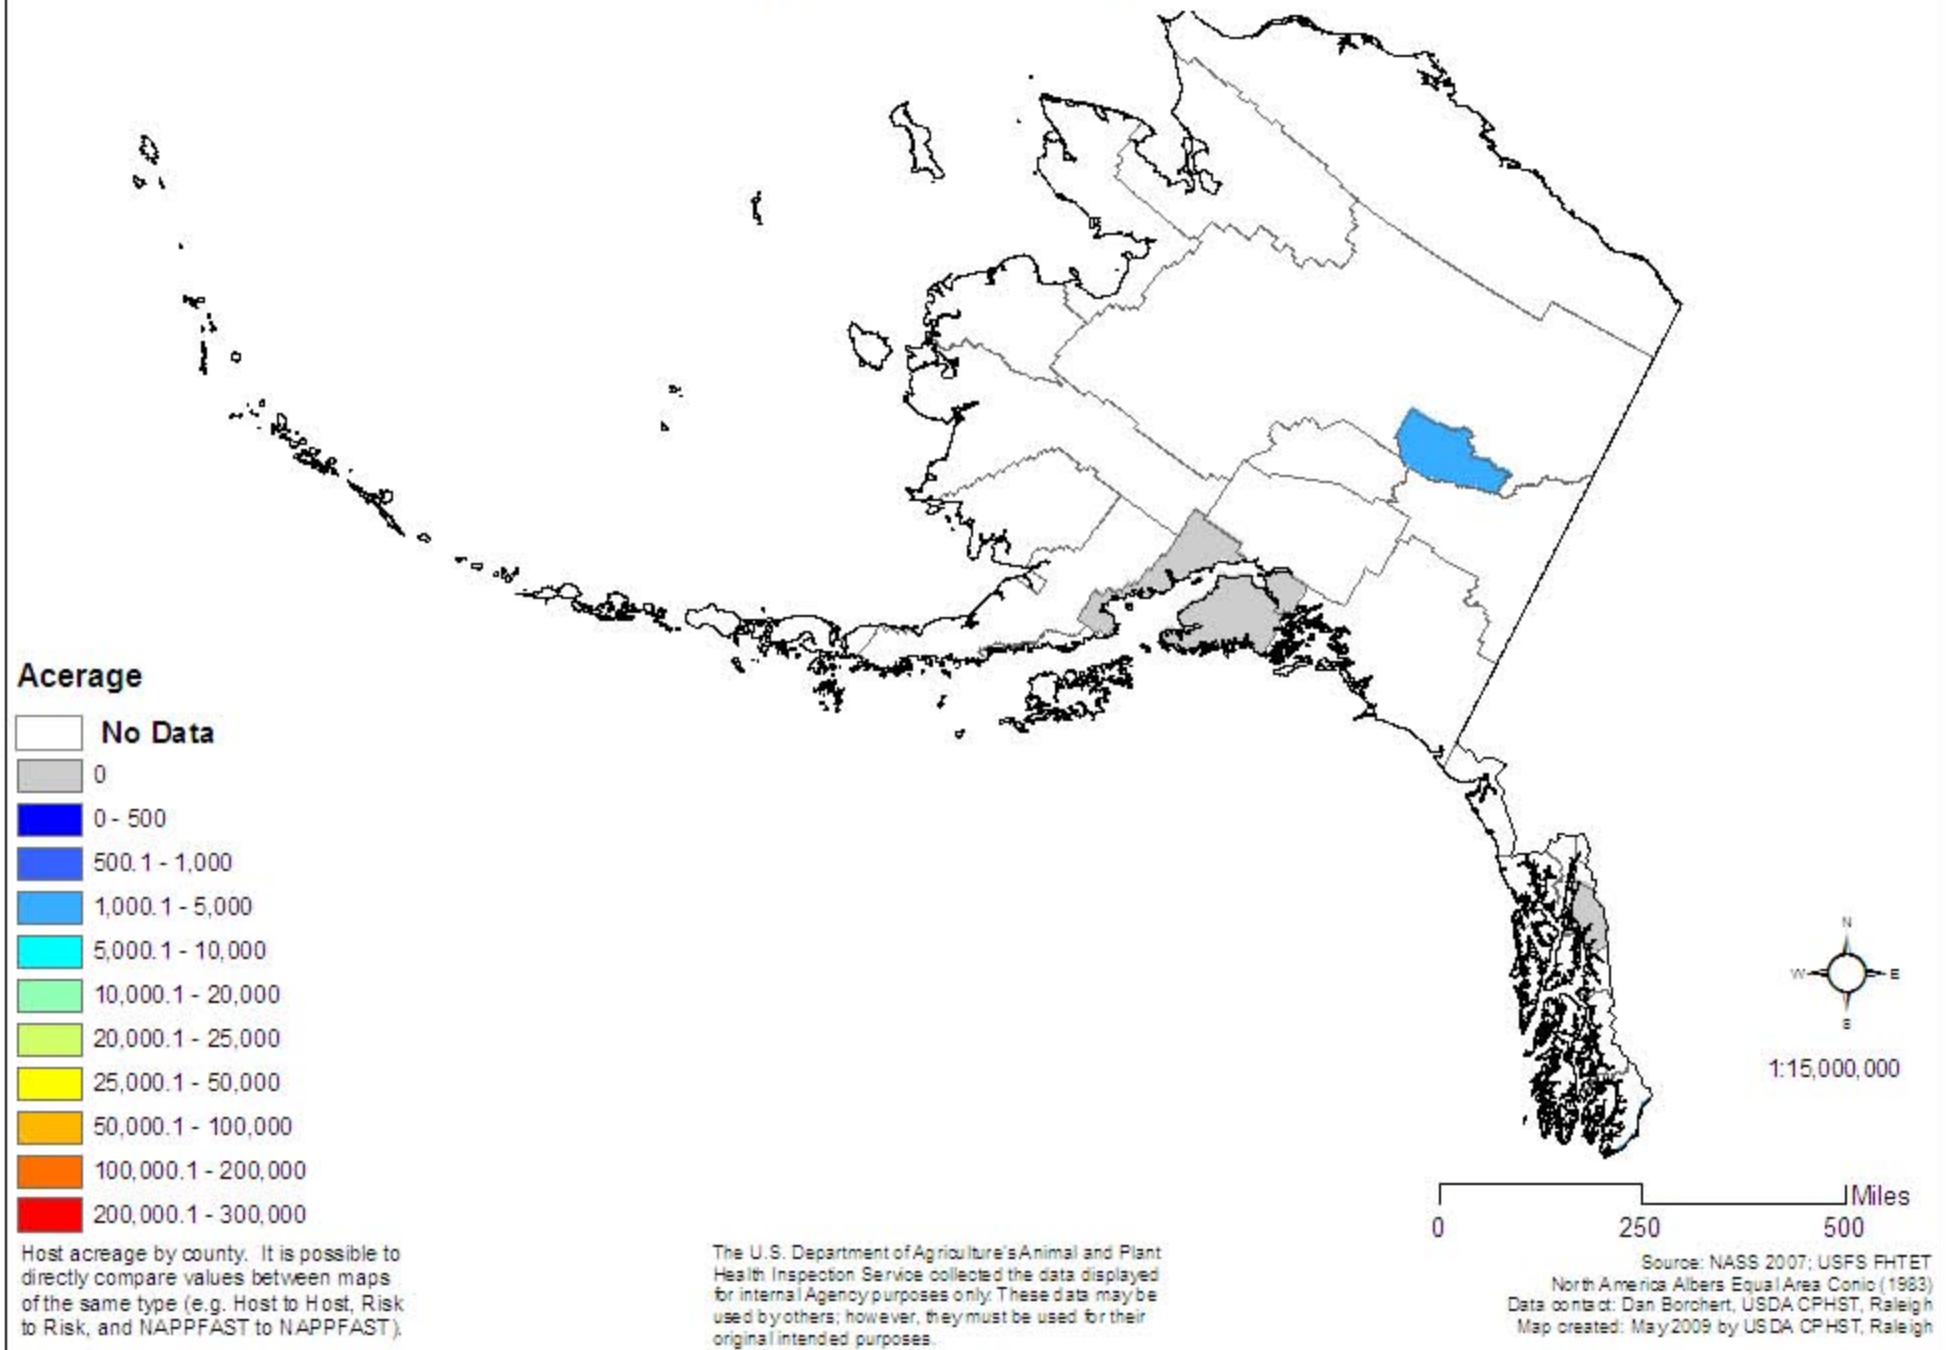 Acerage
No Data
0
0 - 500
500.1 - 1,000
1,000.1 - 5,000
5,000.1 - 10,000
10,000.1 - 20,000
20,000.1 - 25,000
25,000.1 - 50,000
50,000.1 - 100,000
100,000.1 - 200,000
200,000.1 - 300,000
Host acreage by county. It is possible to
directly compare values between maps
of the same type (e.g. Host to Host, Risk
to Risk, and NAPPFAST to NAPPFAST).
The U.S. Department of Agriculture's Animal and Plant
Health Inspection Service collected the data displayed
for internal Agency purposes only. These data may be
used by others; however, they must be used for their
original intended purposes.
N
W
E
S
1:15,000,000
Miles
0 250 500
Source: NASS 2007; USFS FHTET
North America Albers Equal Area Conic (1983)
Data contact: Dan Borchert, USDA CPHST, Raleigh
Map created: May 2009 by USDA CPHST, Raleigh